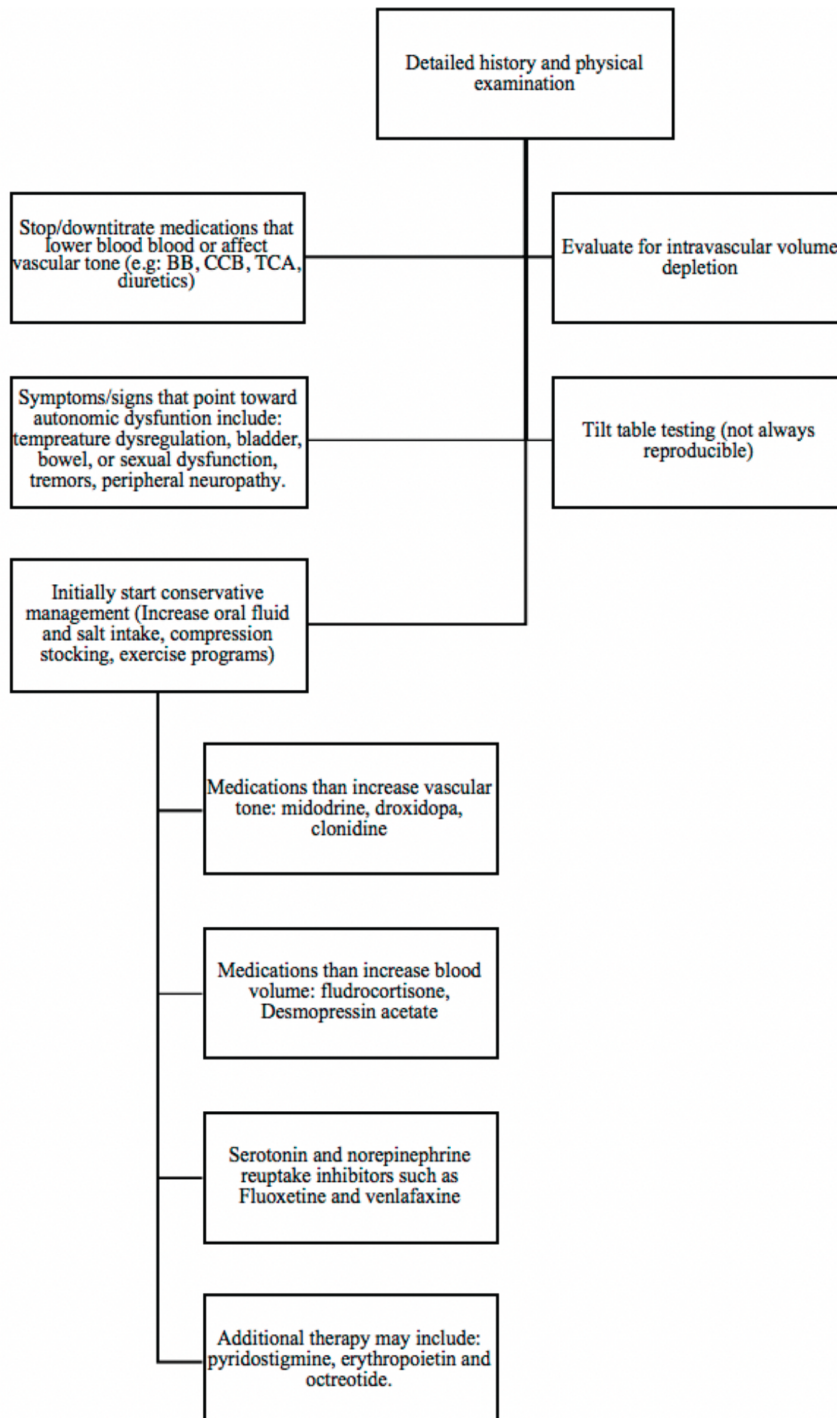 Detailed history and physical
examination
Stop/downtitrate medications that
lower blood blood or affect
vascular tone (e.g: BB, CCB, TCA,
diuretics)
Evaluate for intravascular volume
depletion
Symptoms/signs that point toward
autonomic dysfuntion include:
tempreature dysregulation, bladder,
bowel, or sexual dysfunction,
tremors, peripheral neuropathy.
Tilt table testing (not always
reproducible)
Initially start conservative
management (Increase oral fluid
and salt intake, compression
stocking, exercise programs)
Medications than increase vascular
tone: midodrine, droxidopa,
clonidine
Medications than increase blood
volume: fludrocortisone,
Desmopressin acetate
Serotonin and norepinephrine
reuptake inhibitors such as
Fluoxetine and venlafaxine
Additional therapy may include:
pyridostigmine, erythropoietin and
octreotide.